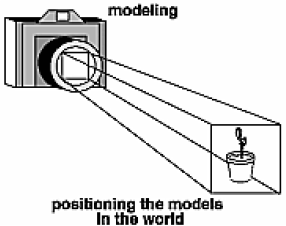 modeling
positioning the models
in the world